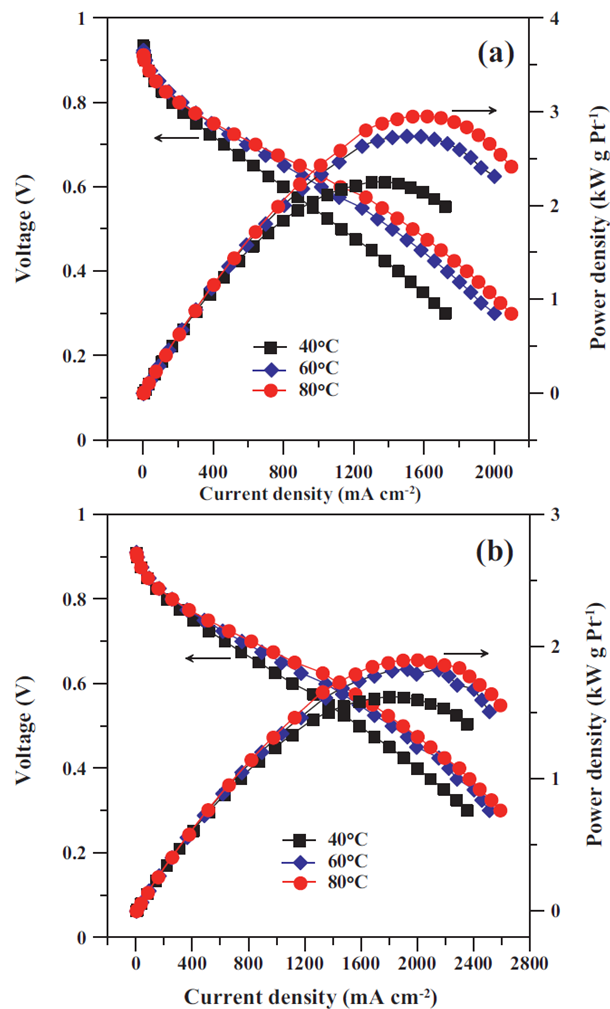 (a)
1
0.8
0.6
0.4
0.2
0
Voltage (V)
4
3
2
1
0
Power density (kW g Pt⁻¹)
40°C
60°C
80°C
0 400 800 1200 1600 2000
Current density (mA cm⁻²)
(b)
1
0.8
0.6
0.4
0.2
0
Voltage (V)
3
2
1
0
Power density (kW g Pt⁻¹)
40°C
60°C
80°C
0 400 800 1200 1600 2000 2400 2800
Current density (mA cm⁻²)